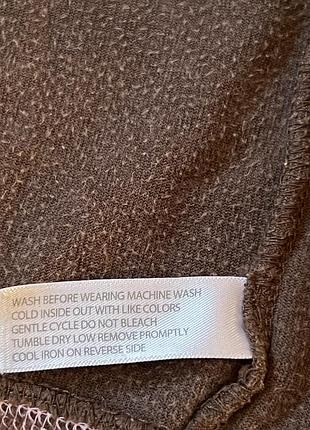 WASH BEFORE WEARING MACHINE WASH
COLD INSIDE OUT WITH LIKE COLORS
GENTLE CYCLE DO NOT BLEACH
TUMBLE DRY LOW REMOVE PROMPTLY
COOL IRON ON REVERSE SIDE